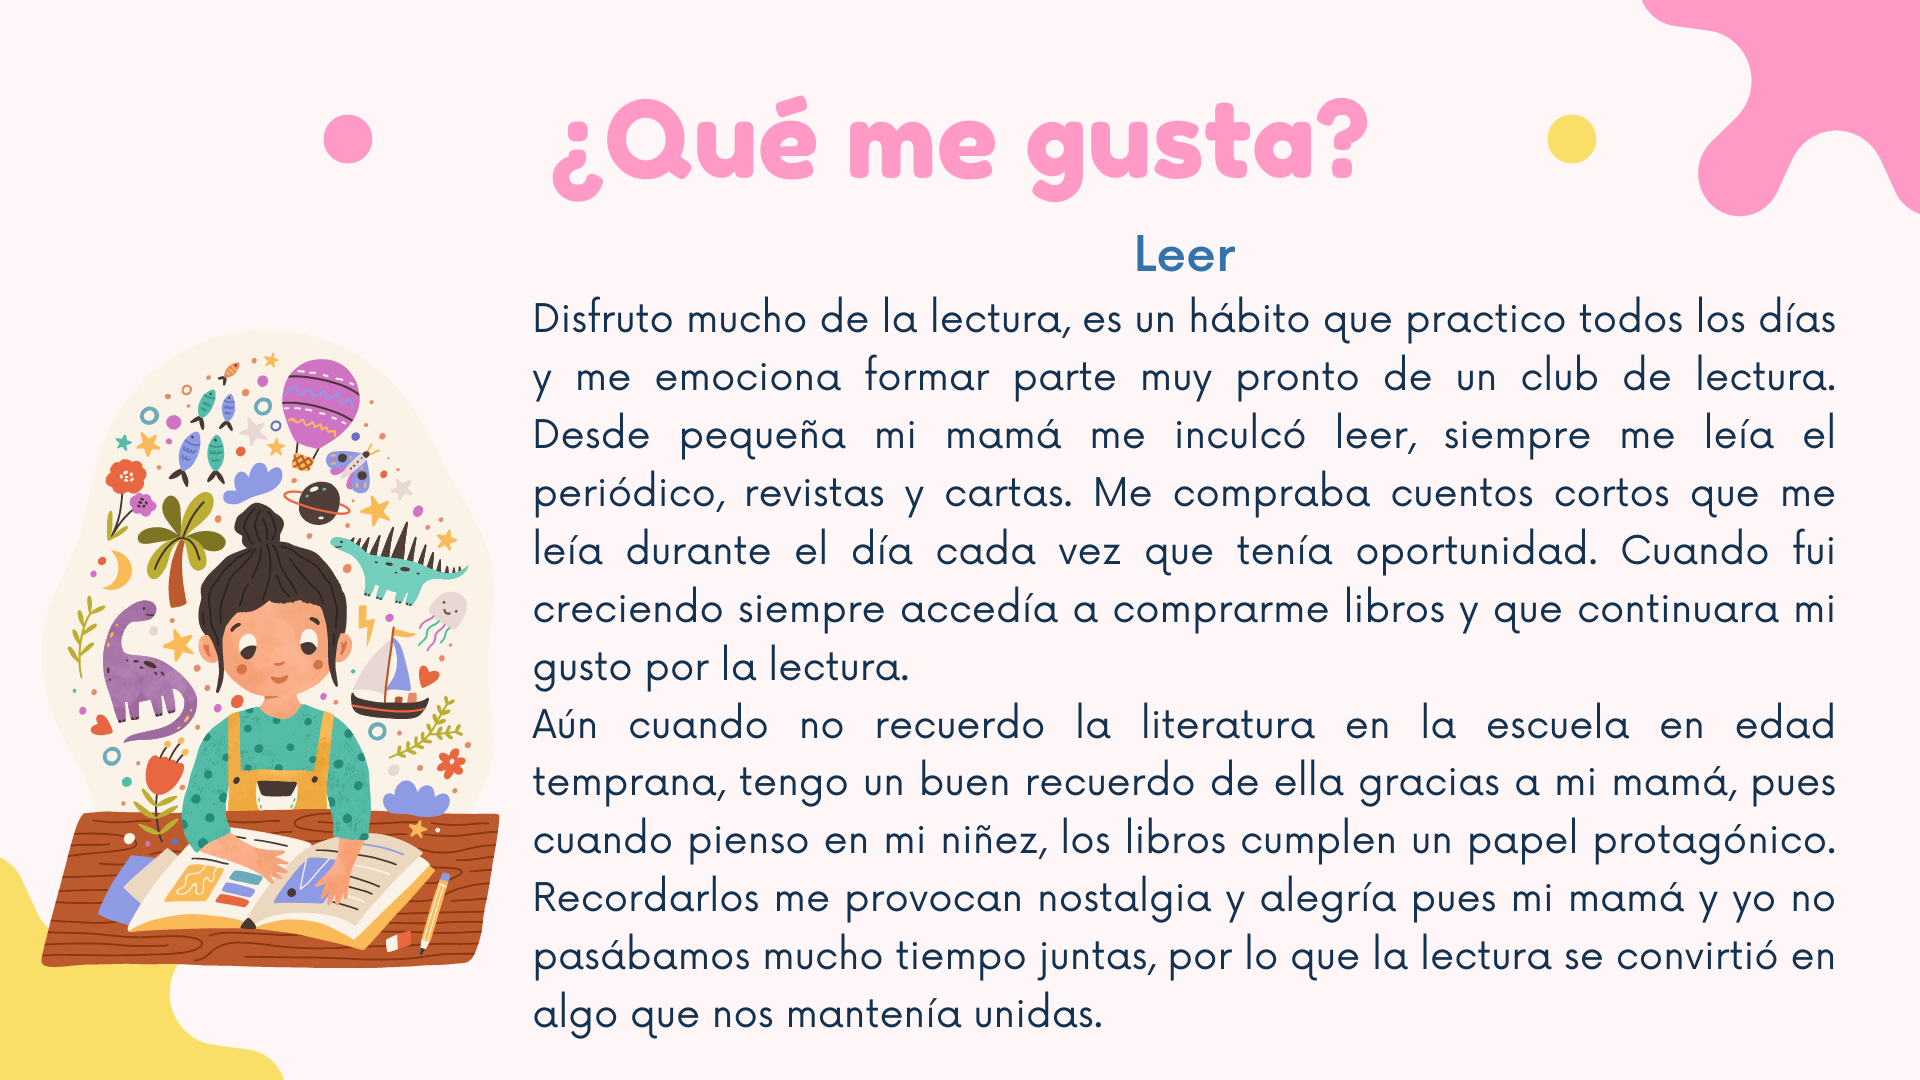 ¿Qué me gusta?
Leer
Disfruto mucho de la lectura, es un hábito que practico todos los días
y me emociona formar parte muy pronto de un club de lectura.
Desde pequeña mi mamá me inculcó leer, siempre me leía el
periódico, revistas y cartas. Me compraba cuentos cortos que me
leía durante el día cada vez que tenía oportunidad. Cuando fui
creciendo siempre accedía a comprarme libros y que continuara mi
gusto por la lectura.
Aún cuando no recuerdo la literatura en la escuela en edad
temprana, tengo un buen recuerdo de ella gracias a mi mamá, pues
cuando pienso en mi niñez, los libros cumplen un papel protagónico.
Recordarlos me provocan nostalgia y alegría pues mi mamá y yo no
pasábamos mucho tiempo juntas, por lo que la lectura se convirtió en
algo que nos mantenía unidas.